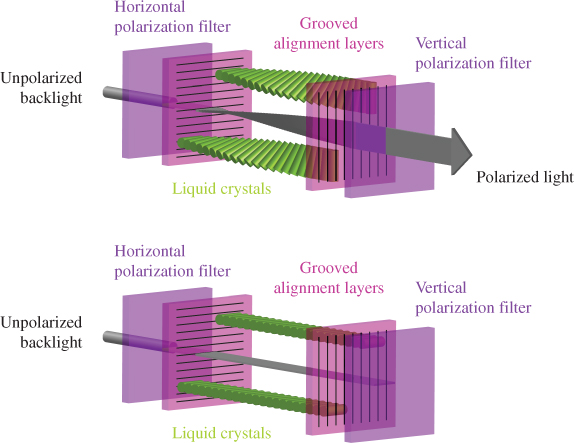 Horizontal
polarization filter
Grooved
alignment layers
Vertical
polarization filter
Unpolarized
backlight
Polarized light
Liquid crystals
Horizontal
polarization filter
Grooved
alignment layers
Vertical
polarization filter
Unpolarized
backlight
Liquid crystals